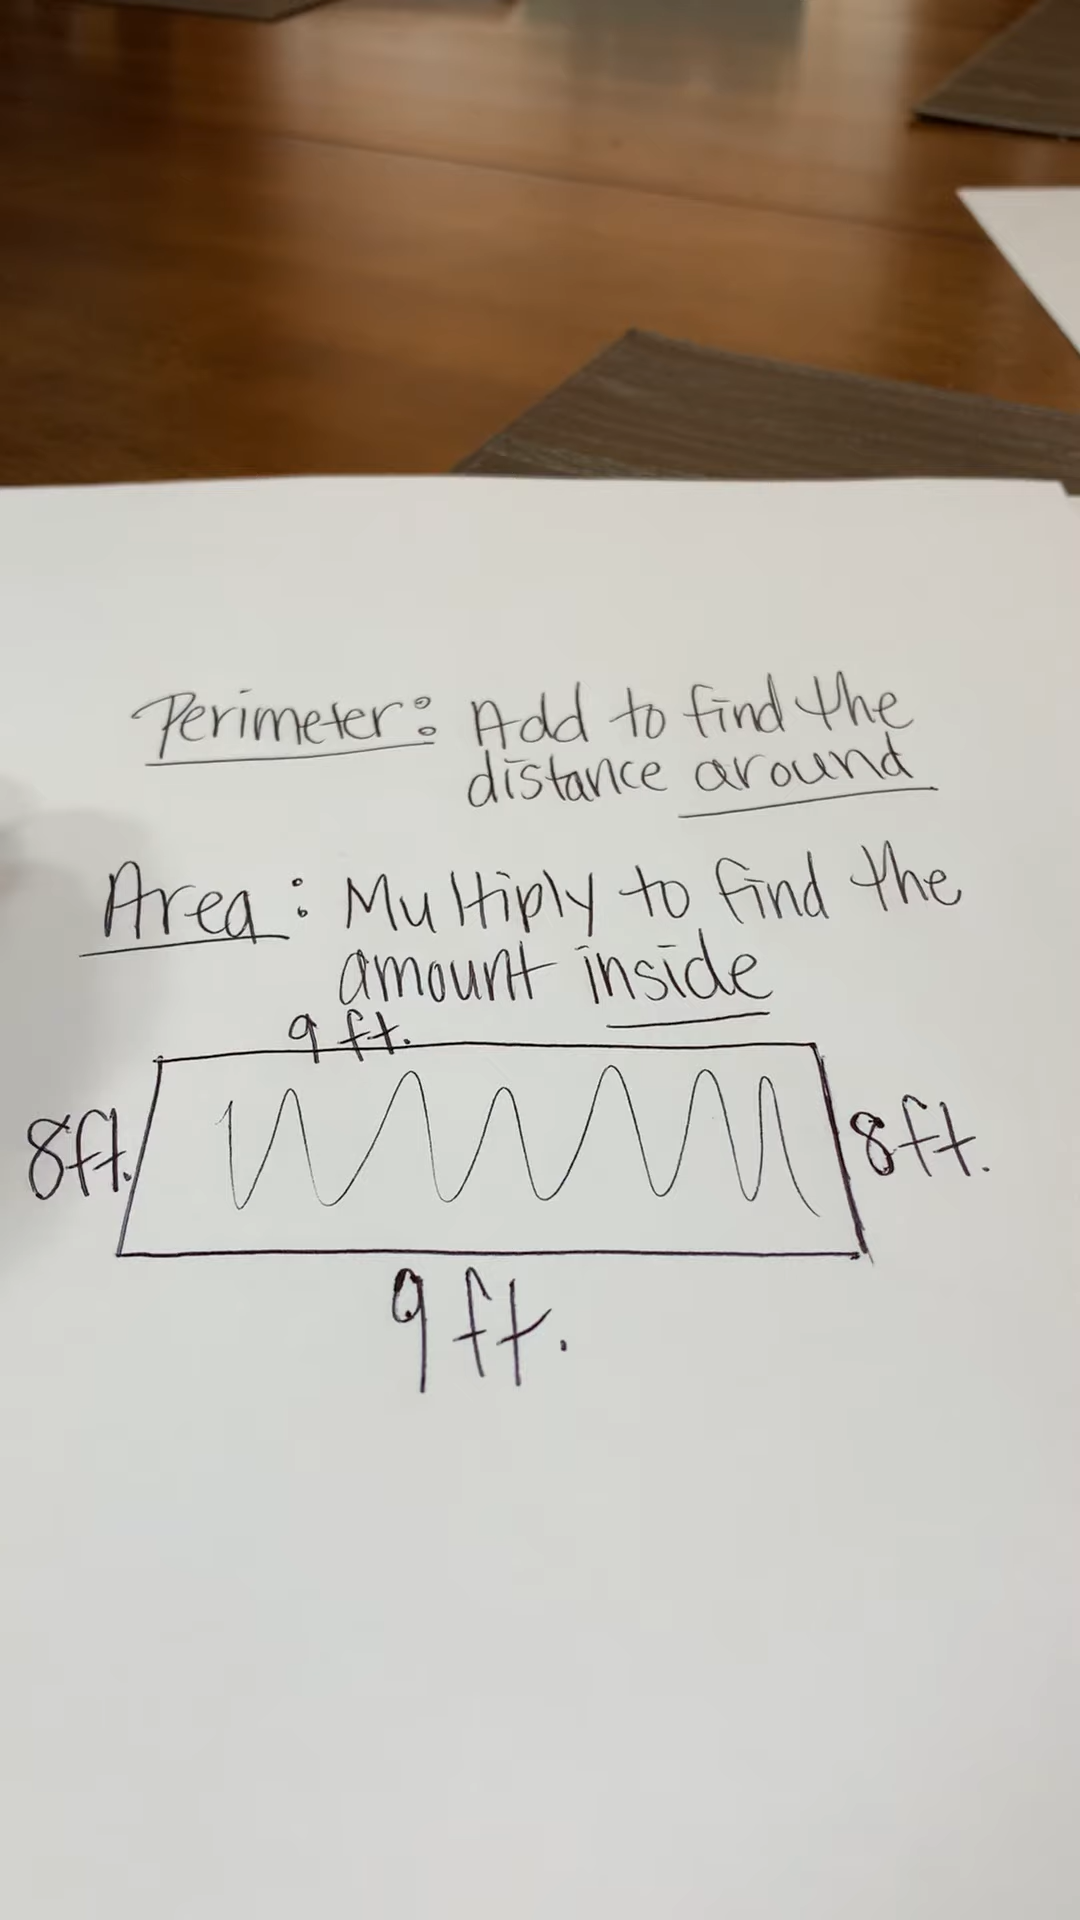 Perimeter: Add to find the
distance around
Area: Multiply to find the
amount inside
9 ft.
8ft.
8ft.
9 ft.